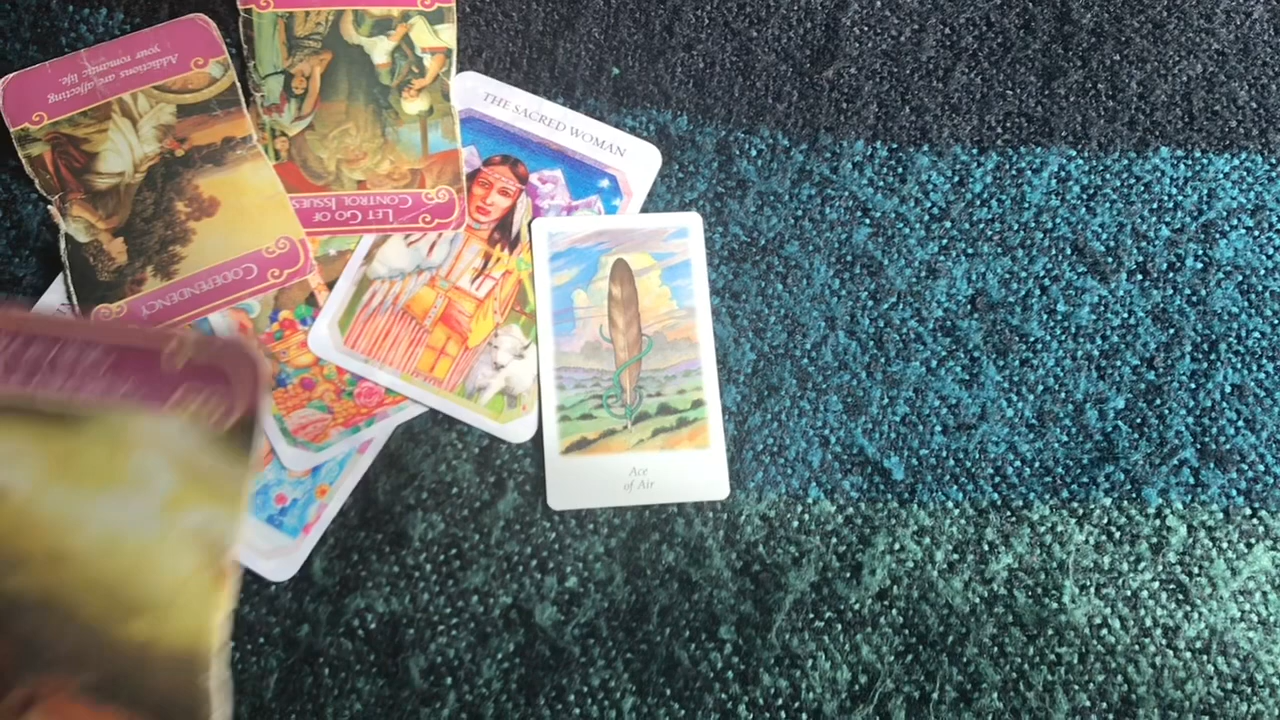 Addictions are affecting
your romantic life.
CODEPENDENCY
LET GO OF
CONTROL ISSUES
THE SACRED WOMAN
Ace
of Air